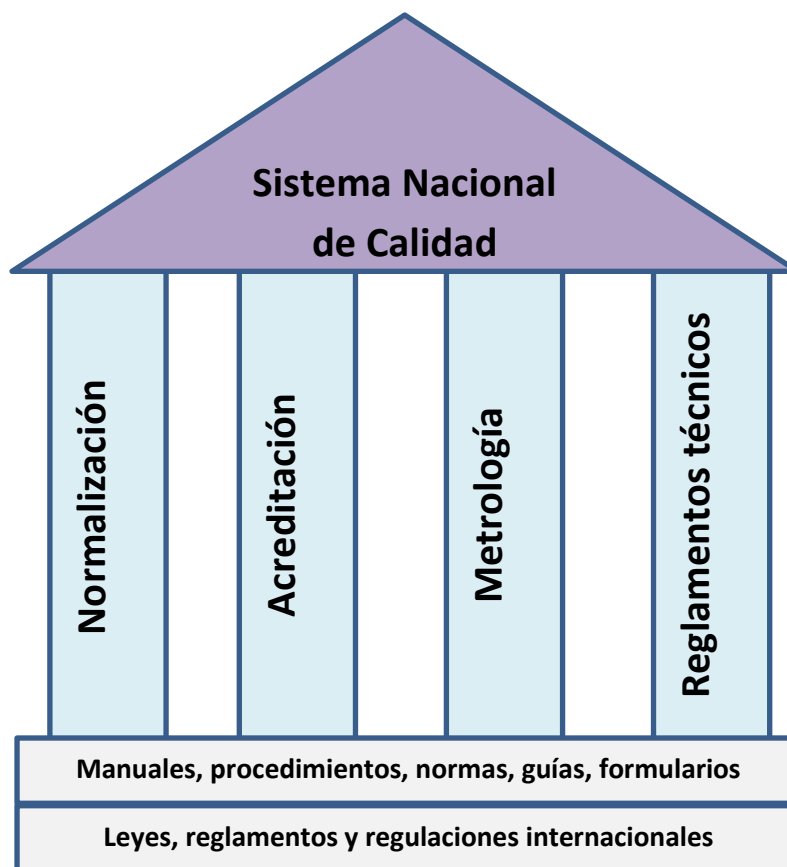 Sistema Nacional
de Calidad
Normalización
Acreditación
Metrología
Reglamentos técnicos
Manuales, procedimientos, normas, guías, formularios
Leyes, reglamentos y regulaciones internacionales